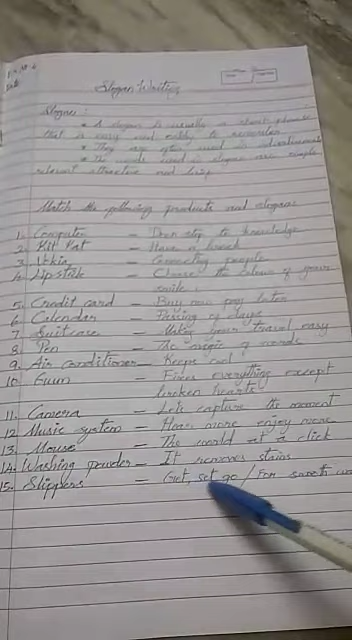 Slogan Writing
Slogan:
* A slogan is usually a short phrase
that is easy and catchy to remember
* They are often used in advertisement
* The words used in slogan are simple
relevant attractive and crisp
Match the following products and slogans
1. Computer - step to knowledge
2. Kit Kat - Have a break
3. Nokia - Connecting people
4. Lipstick - Choose the colour of your
smile
5. Credit card - Buy now pay later
6. Calendar - Passing of days
7. Suitcase - Making your travel easy
8. Pen - The magic of words
9. Air conditioner - Keeps cool
10. Gum - Fixes everything except
broken hearts
11. Camera - Lets capture the moment
12. Music system - Hear more enjoy more
13. Mouse - The world at a click
14. Washing powder - It removes stains
15. Slippers - Get, set go / For